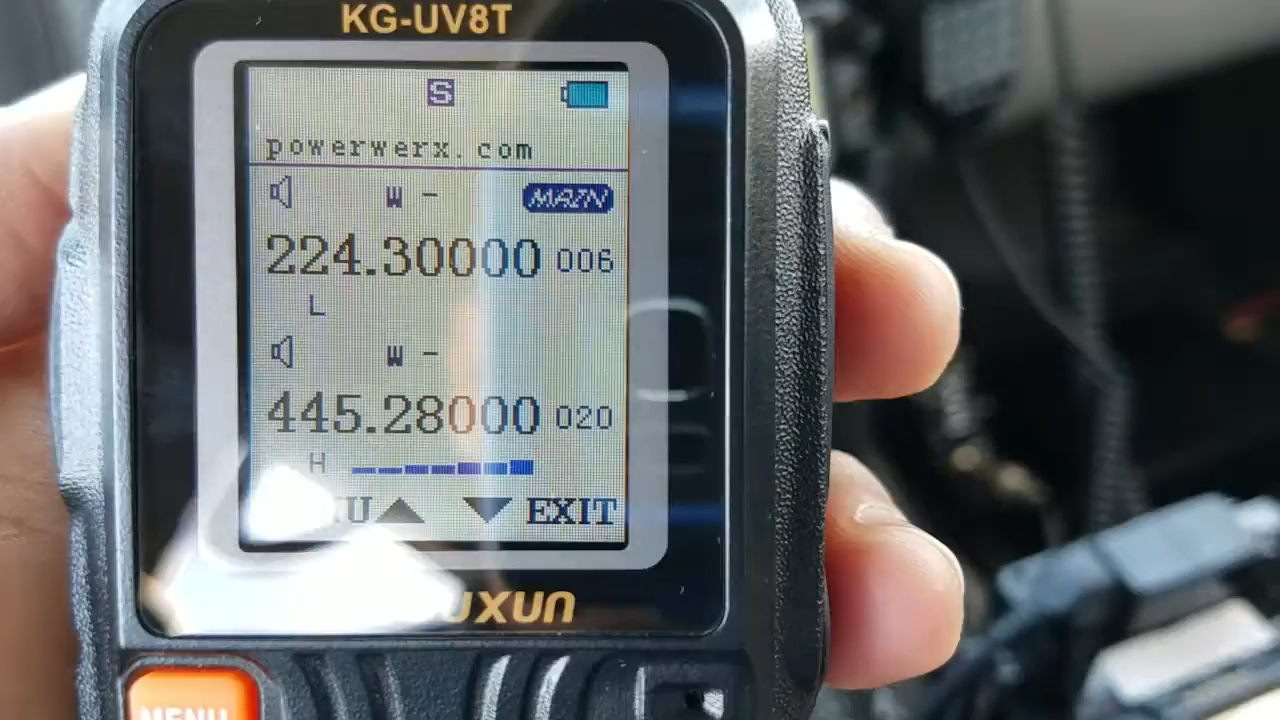 KG-UV8T
S
powerwerx.com
W - MAIN
224.30000 006
L
W -
445.28000 020
H
EXIT
MENU